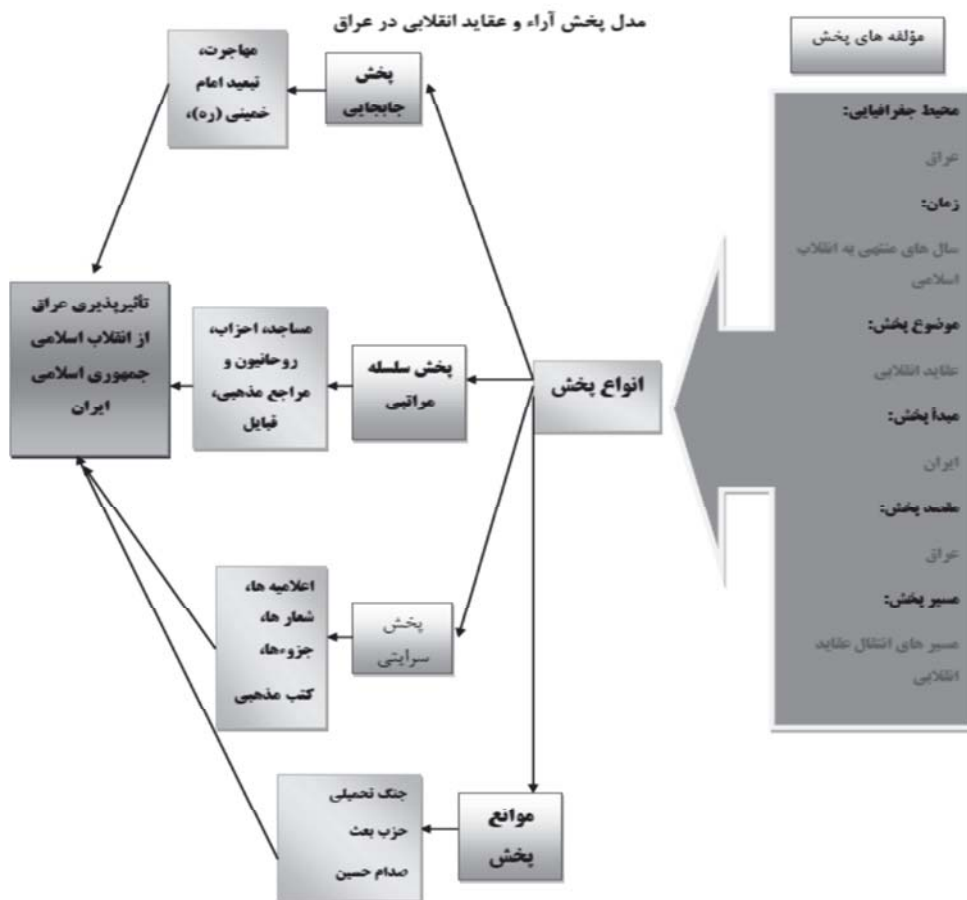 مدل پخش آراء و عقاید انقلابی در عراق
مؤلفه های پخش
محیط جغرافیایی:
عراق
زمان:
سال های منتهی به انقلاب
اسلامی
موضوع پخش:
عقاید انقلابی
مبدأ پخش:
ایران
مقصد پخش:
عراق
مسیر پخش:
مسیر های انتقال عقاید
انقلابی
انواع پخش
پخش
جابجایی
مهاجرت،
تبعید امام
خمینی (ره)،
پخش سلسله
مراتبی
مساجد، احزاب،
روحانیون و
مراجع مذهبی،
قبایل
پخش
سرایتی
اعلامیه ها،
شعار ها،
جزوءها،
کتب مذهبی
موانع
پخش
جنگ تحمیلی
حزب بعث
صدام حسین
تأثیرپذیری عراق
از انقلاب اسلامی
جمهوری اسلامی
ایران